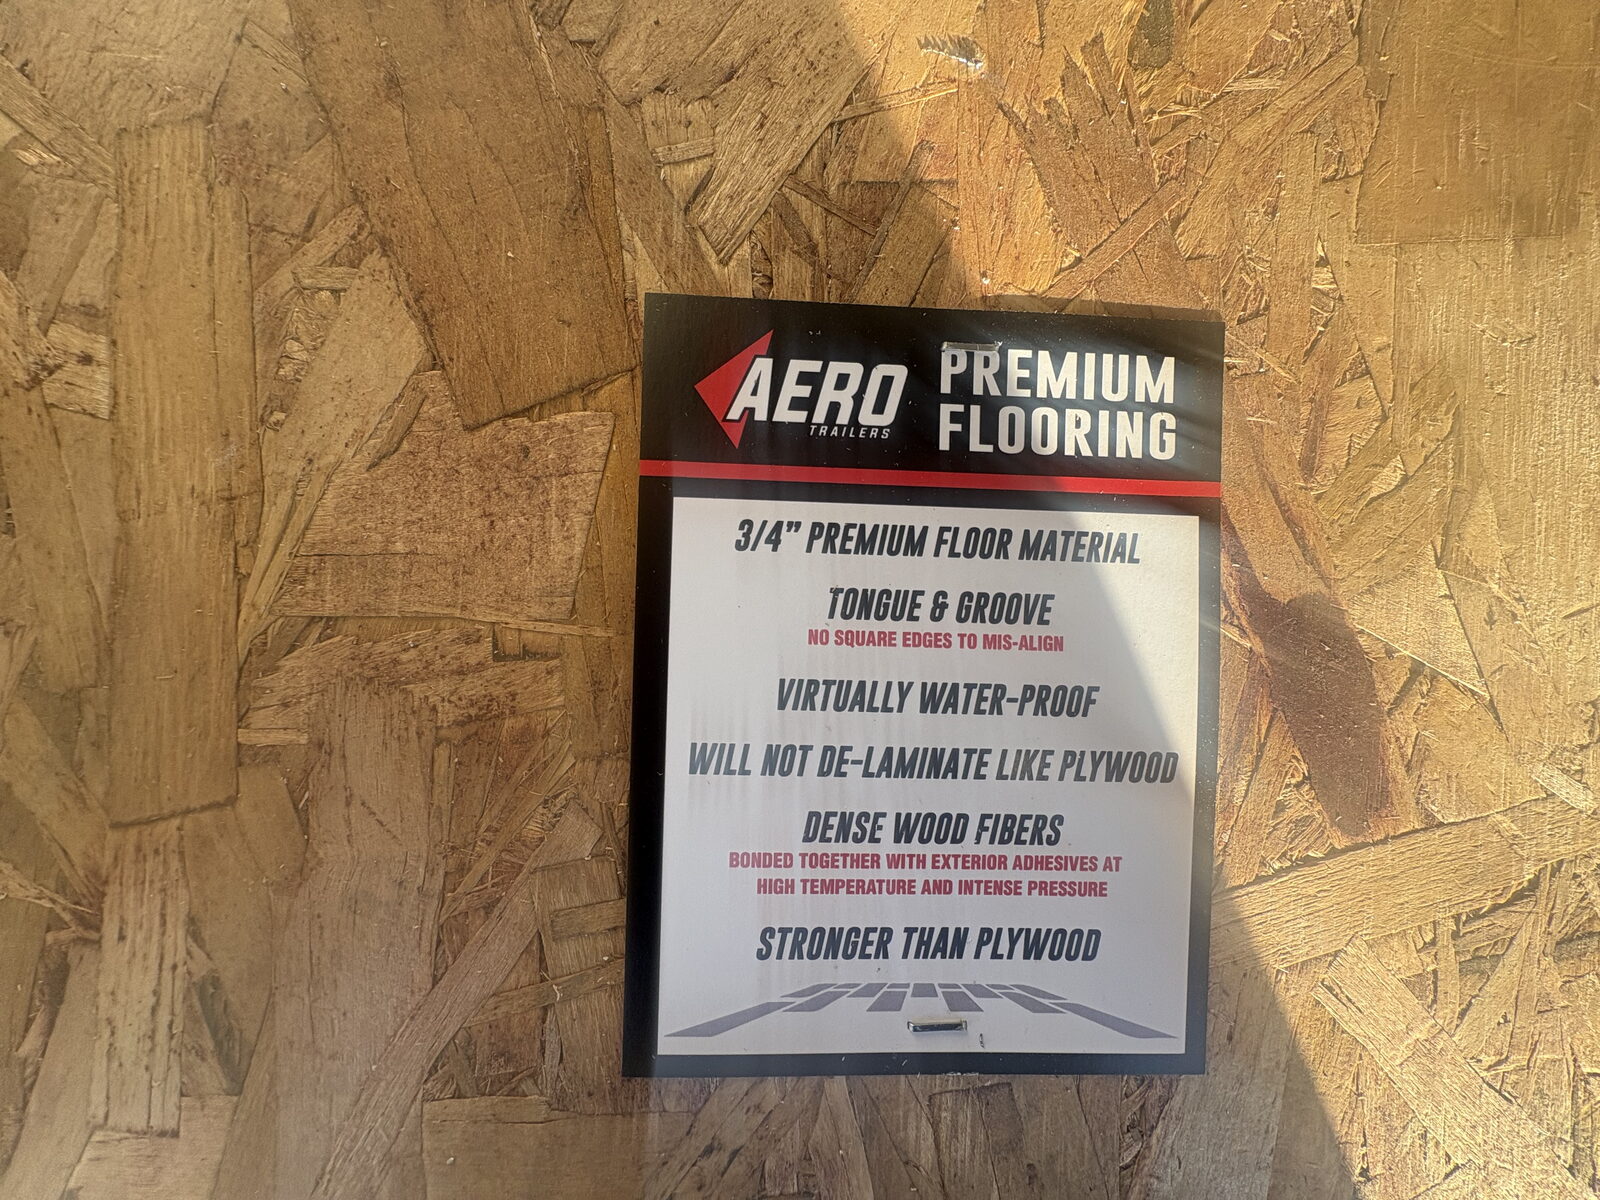 AERO
TRAILERS
PREMIUM
FLOORING
3/4” PREMIUM FLOOR MATERIAL
TONGUE & GROOVE
NO SQUARE EDGES TO MIS-ALIGN
VIRTUALLY WATER-PROOF
WILL NOT DE-LAMINATE LIKE PLYWOOD
DENSE WOOD FIBERS
BONDED TOGETHER WITH EXTERIOR ADHESIVES AT
HIGH TEMPERATURE AND INTENSE PRESSURE
STRONGER THAN PLYWOOD